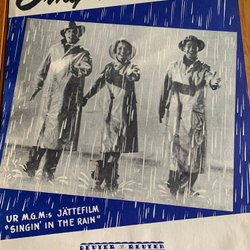 UR M.G.M:s JÄTTEFILM
"SINGIN' IN THE RAIN"
REUTER & REUTER